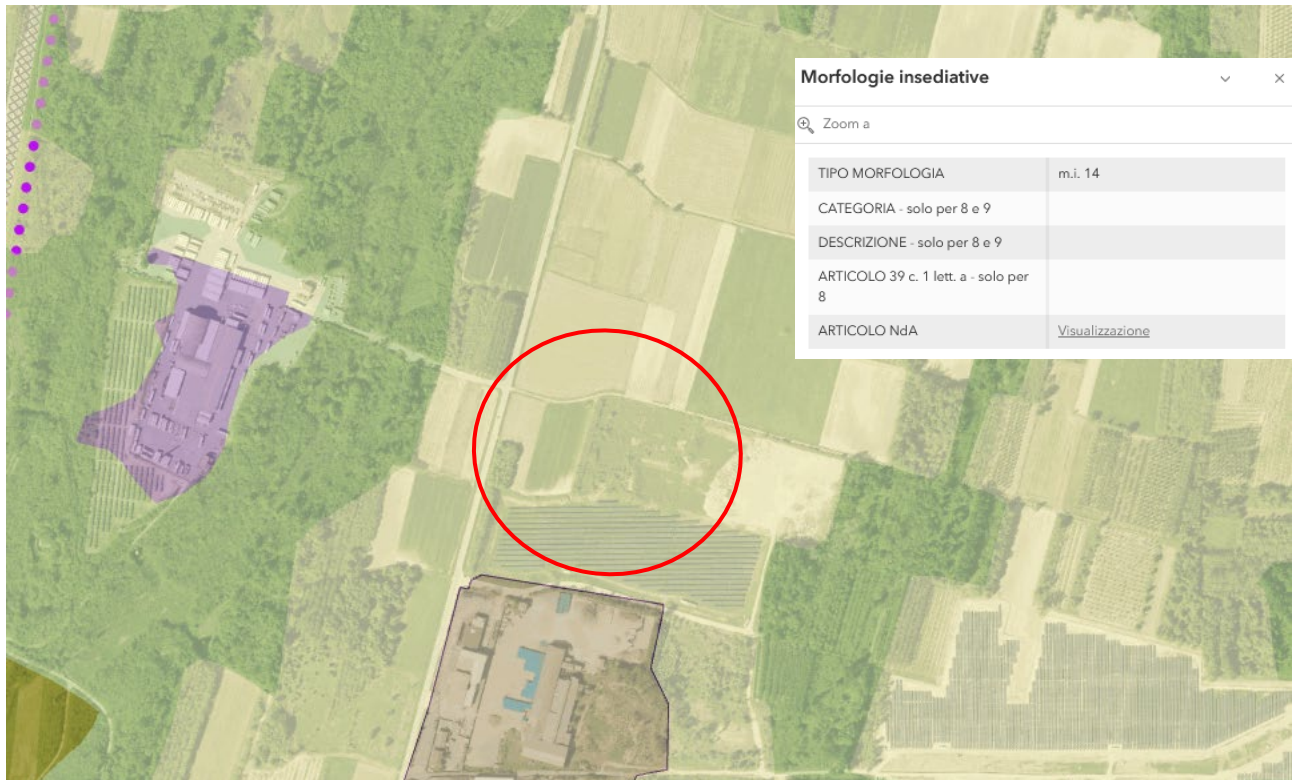 Morfologie insediative
Zoom a
TIPO MORFOLOGIA m.i. 14
CATEGORIA - solo per 8 e 9
DESCRIZIONE - solo per 8 e 9
ARTICOLO 39 c. 1 lett. a - solo per
8
ARTICOLO NdA Visualizzazione